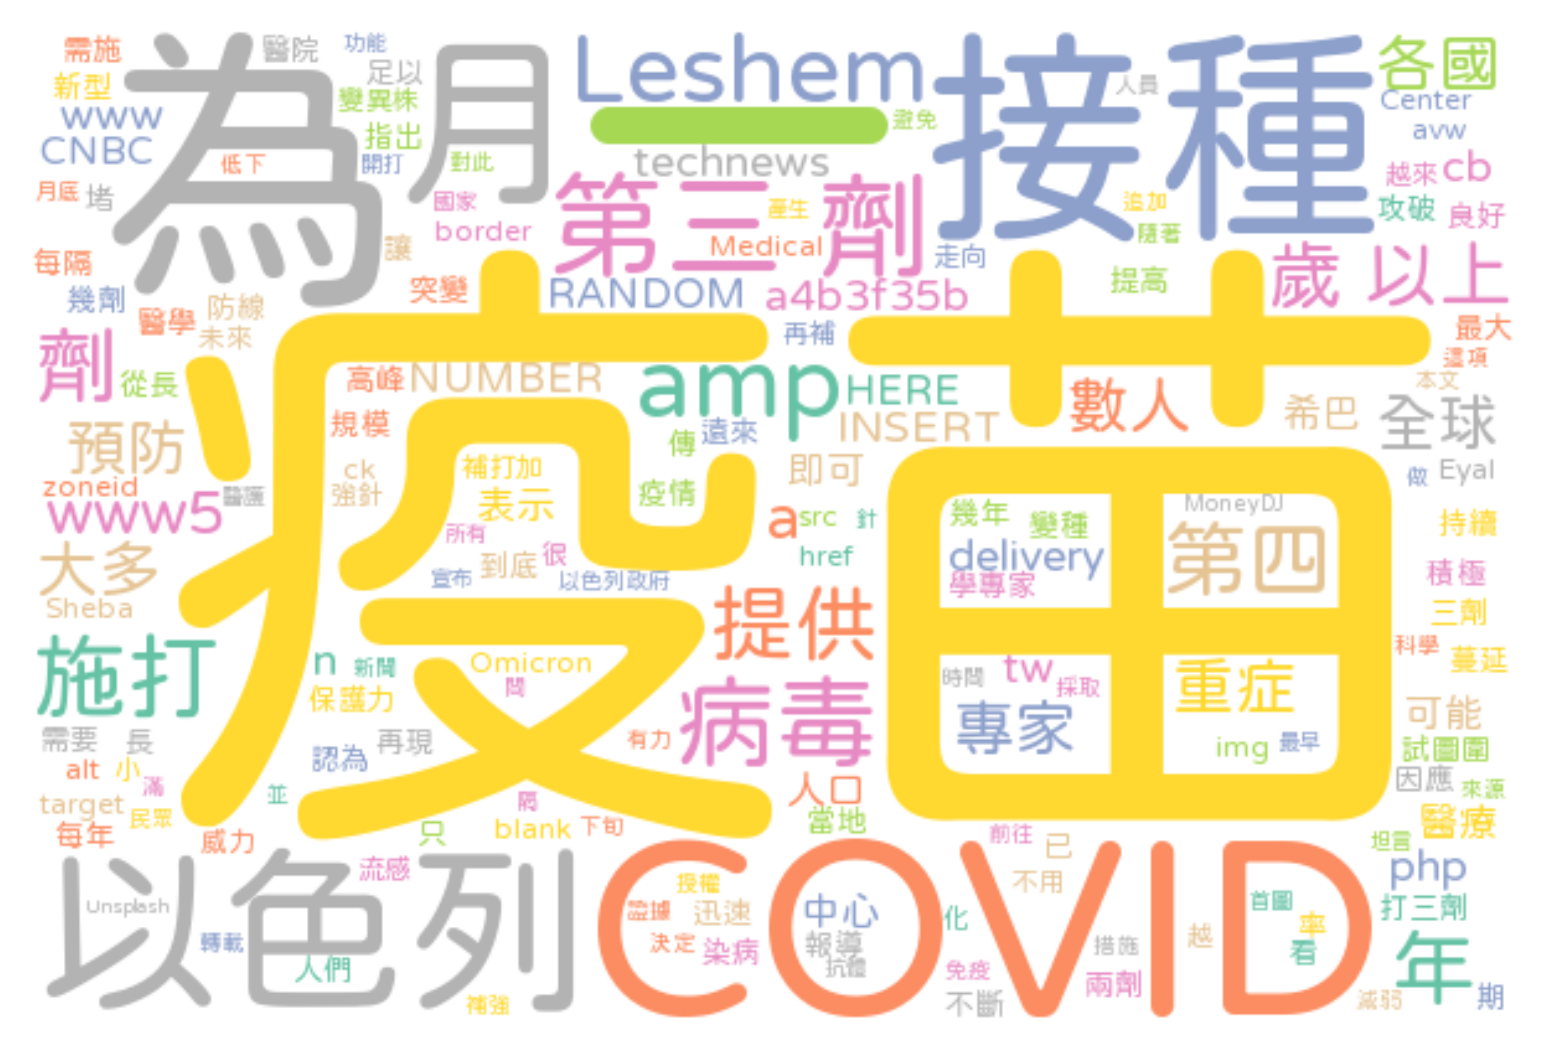 需施
為
醫院
功能
月
Leshem
接種
各國
新型
足以
變異株
www
指出
避免
人員
Center
avw
CNBC
低下
開打
對此
technews
越來
cb
月底
堵
國家
第三劑
產生
追加
攻破
良好
border
Medical
隨著
每隔
讓
走向
歲
以上
幾劑
突變
RANDOM
a4b3f35b
提高
醫學
防線
未來
再補
最大
這項
劑
從長
疫苗
高峰
NUMBER
amp
HERE
數人
本文
希巴
全球
規模
INSERT
預防
傳
遠來
ck
補打加
即可
做
Eyal
zoneid
www5
醫護
強針
表示
疫情
a
src
針
幾年
變種
MoneyDJ
持續
所有
第四
大多
到底
很
href
delivery
宣布
以色列政府
學專家
積極
Sheba
提供
三劑
施打
n
新聞
Omicron
問
科學
蔓延
時間
tw
採取
重症
保護力
病毒
專家
可能
需要
長
認為
再現
有力
img
最早
試圖圍
alt
小
滿
人口
因應
來源
target
民眾
並
隔
當地
醫療
每年
威力
blank
下旬
只
前往
已
坦言
以色列
流感
COVID
php
不用
授權
Unsplash
證據
迅速
中心
化
首圖
打三劑
率
轉載
決定
染病
報導
措施
越
看
年
人們
抗體
免疫
兩劑
補強
不斷
減弱
期